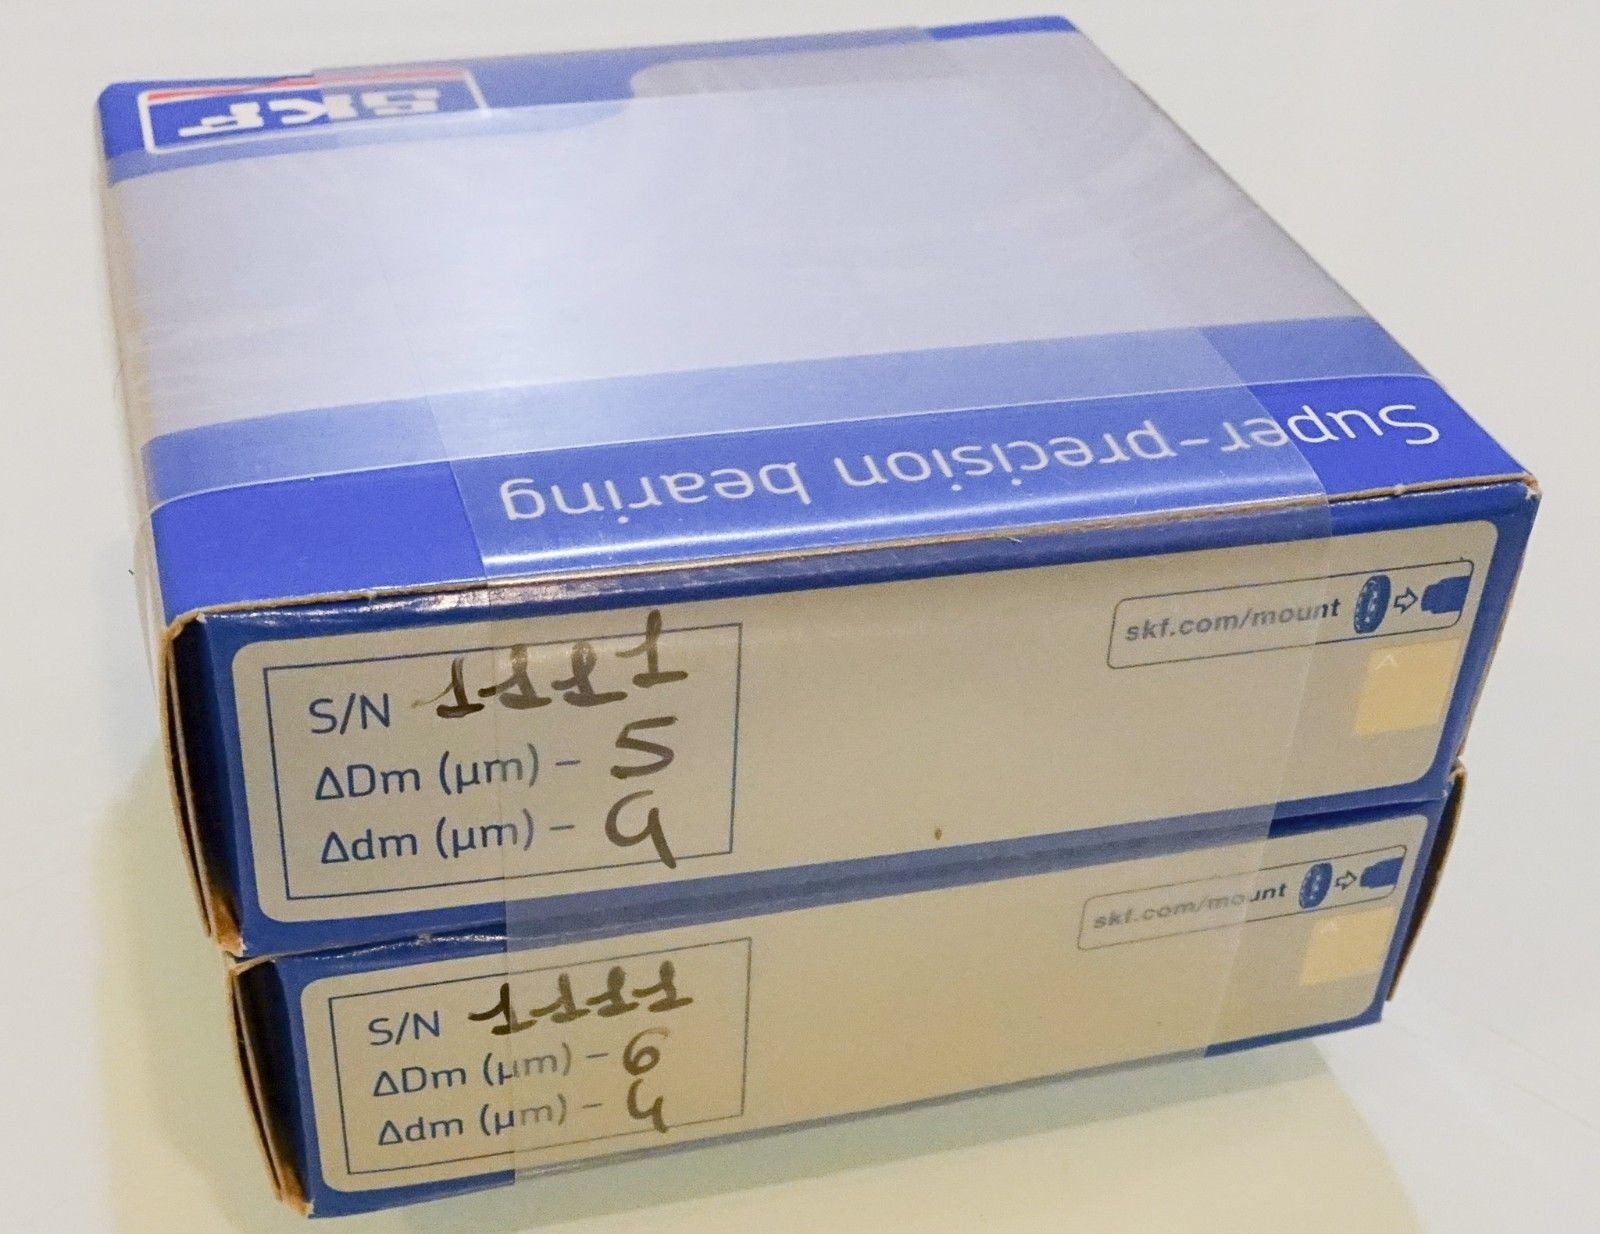 SKF
Super-precision bearing
skf.com/mount
A
S/N 1111
ΔDm (μm) – 5
Δdm (μm) – 4
skf.com/mount
A
S/N 1111
ΔDm (μm) – 6
Δdm (μm) – 4